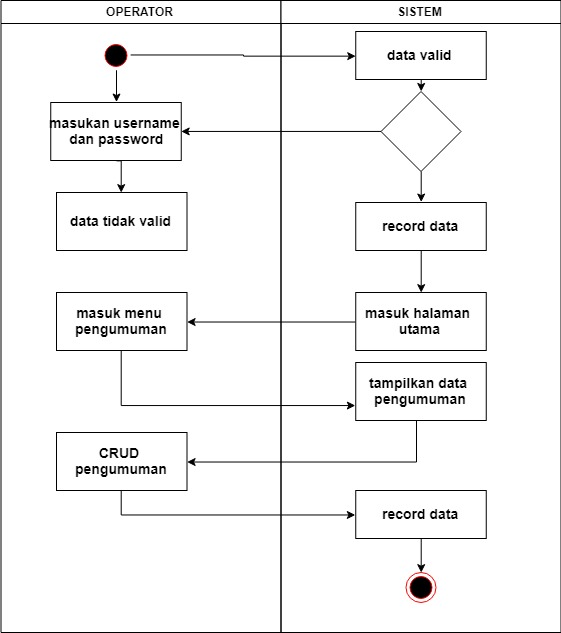 OPERATOR
SISTEM
data valid
masukan username
dan password
data tidak valid
record data
masuk menu
pengumuman
masuk halaman
utama
tampilkan data
pengumuman
CRUD
pengumuman
record data